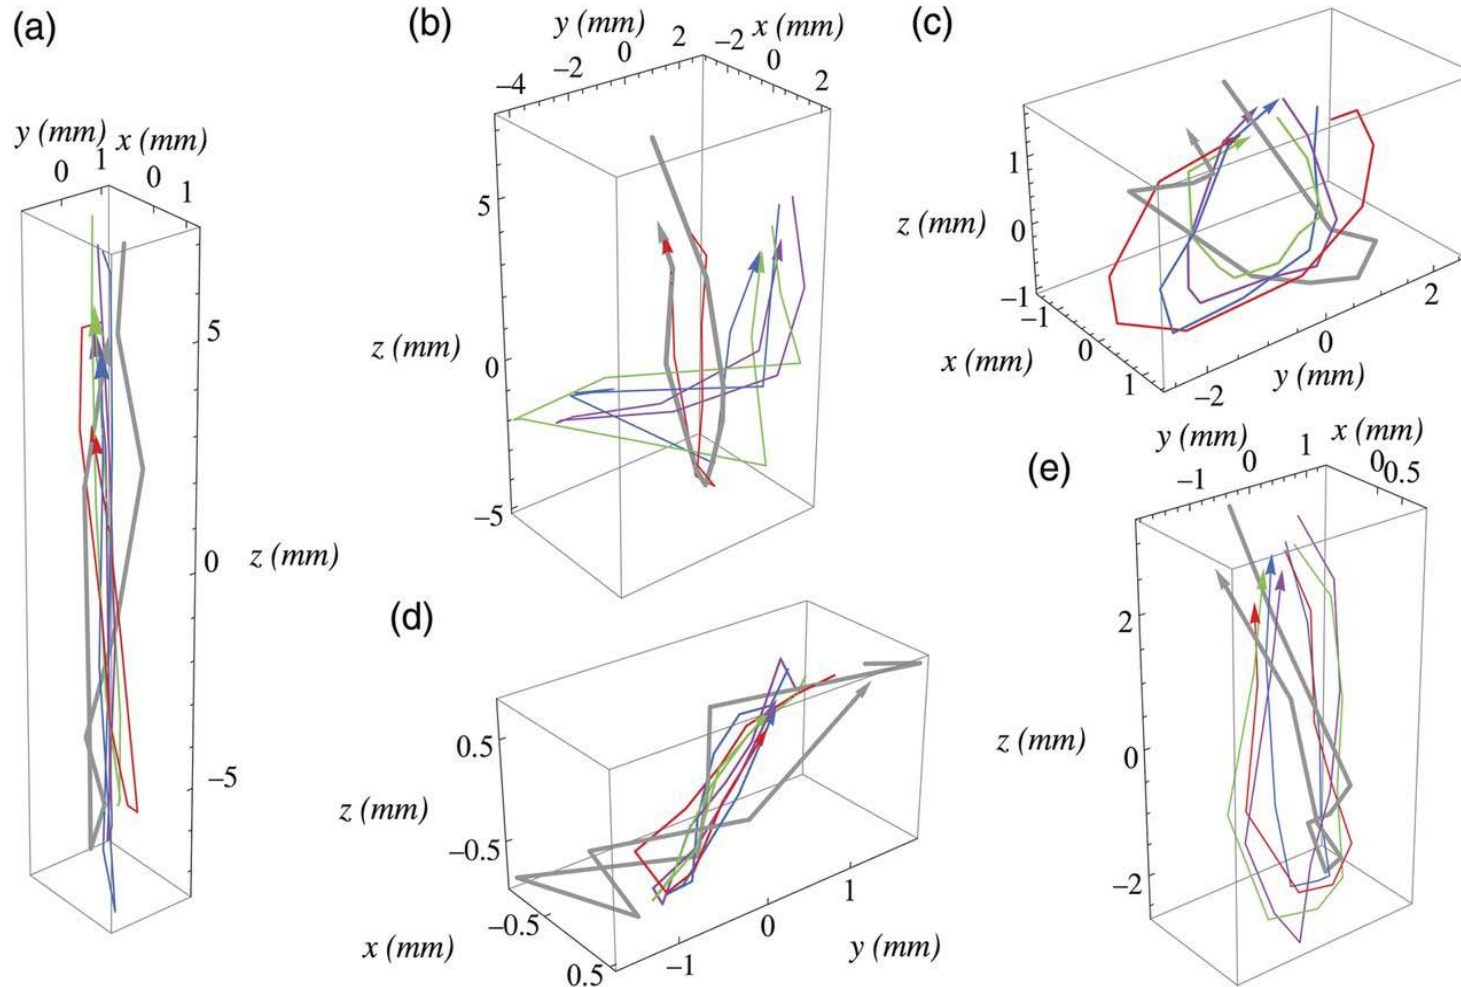 (a)
y (mm) x (mm)
0 1 0 1
5
0 z (mm)
−5
(b)
y (mm) x (mm)
−4 −2 0 2 −2 0 2
5
z (mm) 0
−5
(c)
1
z (mm) 0
−1
−1 0 1
x (mm)
−2 0 2
y (mm)
(d)
0.5
z (mm)
−0.5
−0.5
x (mm)
0.5
−1 0 1
y (mm)
(e)
y (mm) x (mm)
−1 0 1 0 0.5
2
z (mm) 0
−2